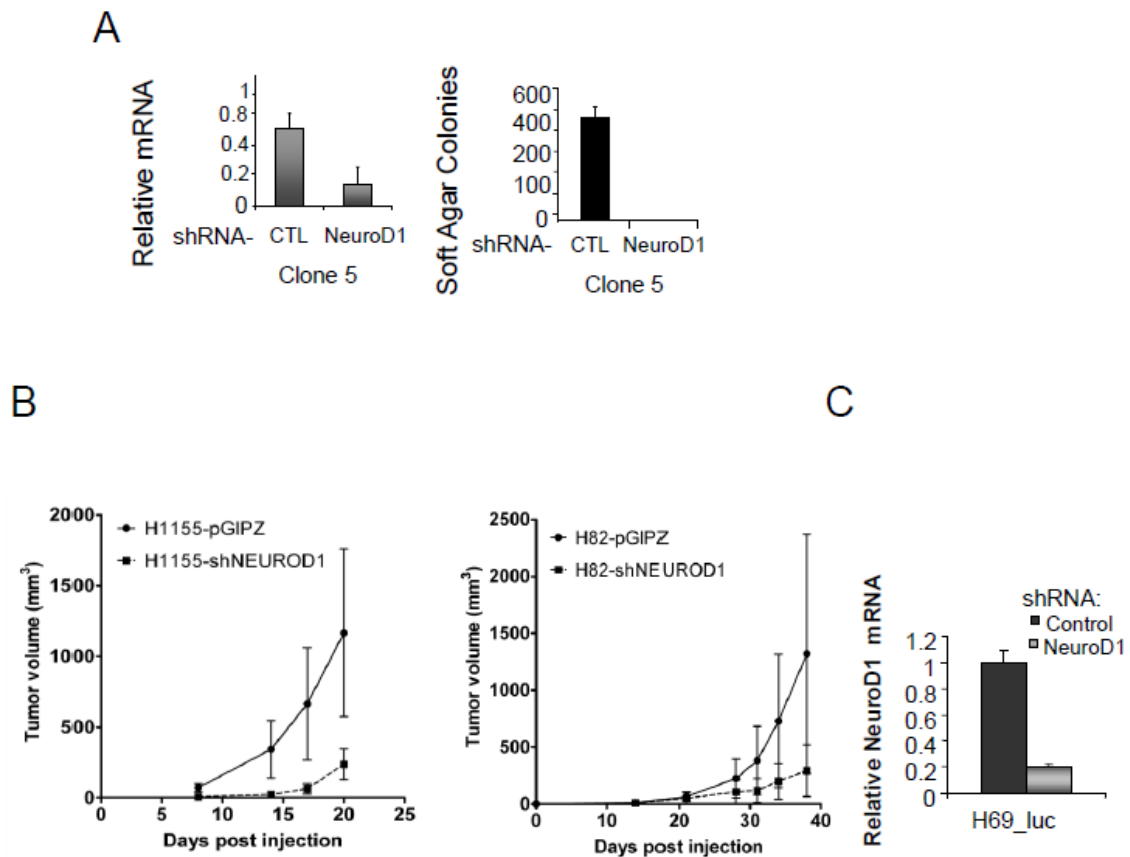 A
Relative mRNA
1
0.8
0.4
0.2
0
shRNA- CTL NeuroD1
Clone 5
Soft Agar Colonies
600
400
300
200
100
0
shRNA- CTL NeuroD1
Clone 5
B
Tumor volume (mm³)
2000
1500
1000
500
0
H1155-pGIPZ
H1155-shNEUROD1
0 5 10 15 20 25
Days post injection
Tumor volume (mm³)
2500
2000
1500
1000
500
0
H82-pGIPZ
H82-shNEUROD1
0 10 20 30 40
Days post injection
C
Relative NeuroD1 mRNA
shRNA:
Control
NeuroD1
1.2
1
0.8
0.6
0.4
0.2
0
H69_luc